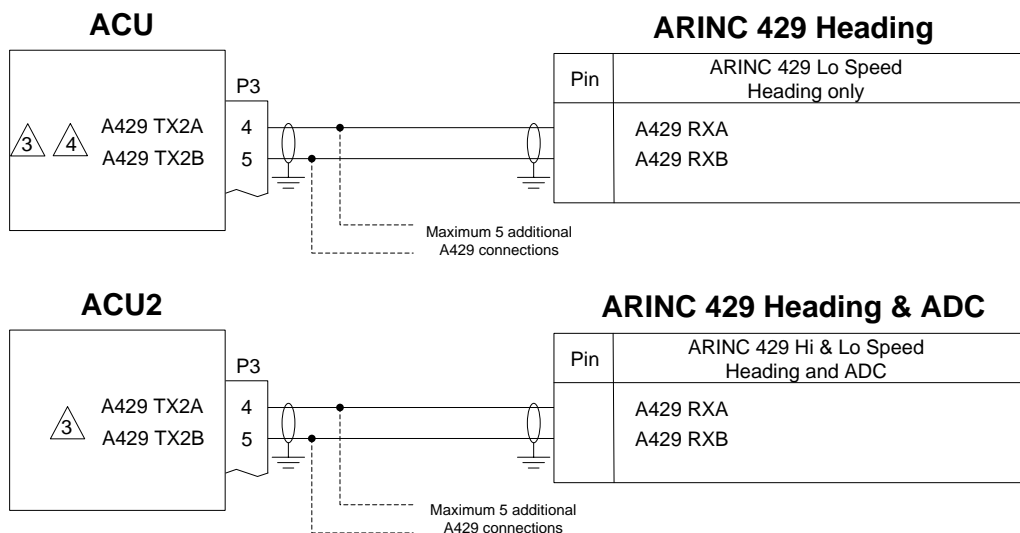 ACU
ARINC 429 Heading
P3
Pin
ARINC 429 Lo Speed
Heading only
3
4
A429 TX2A
4
A429 RXA
A429 TX2B
5
A429 RXB
Maximum 5 additional
A429 connections
ACU2
ARINC 429 Heading & ADC
P3
Pin
ARINC 429 Hi & Lo Speed
Heading and ADC
3
A429 TX2A
4
A429 RXA
A429 TX2B
5
A429 RXB
Maximum 5 additional
A429 connections